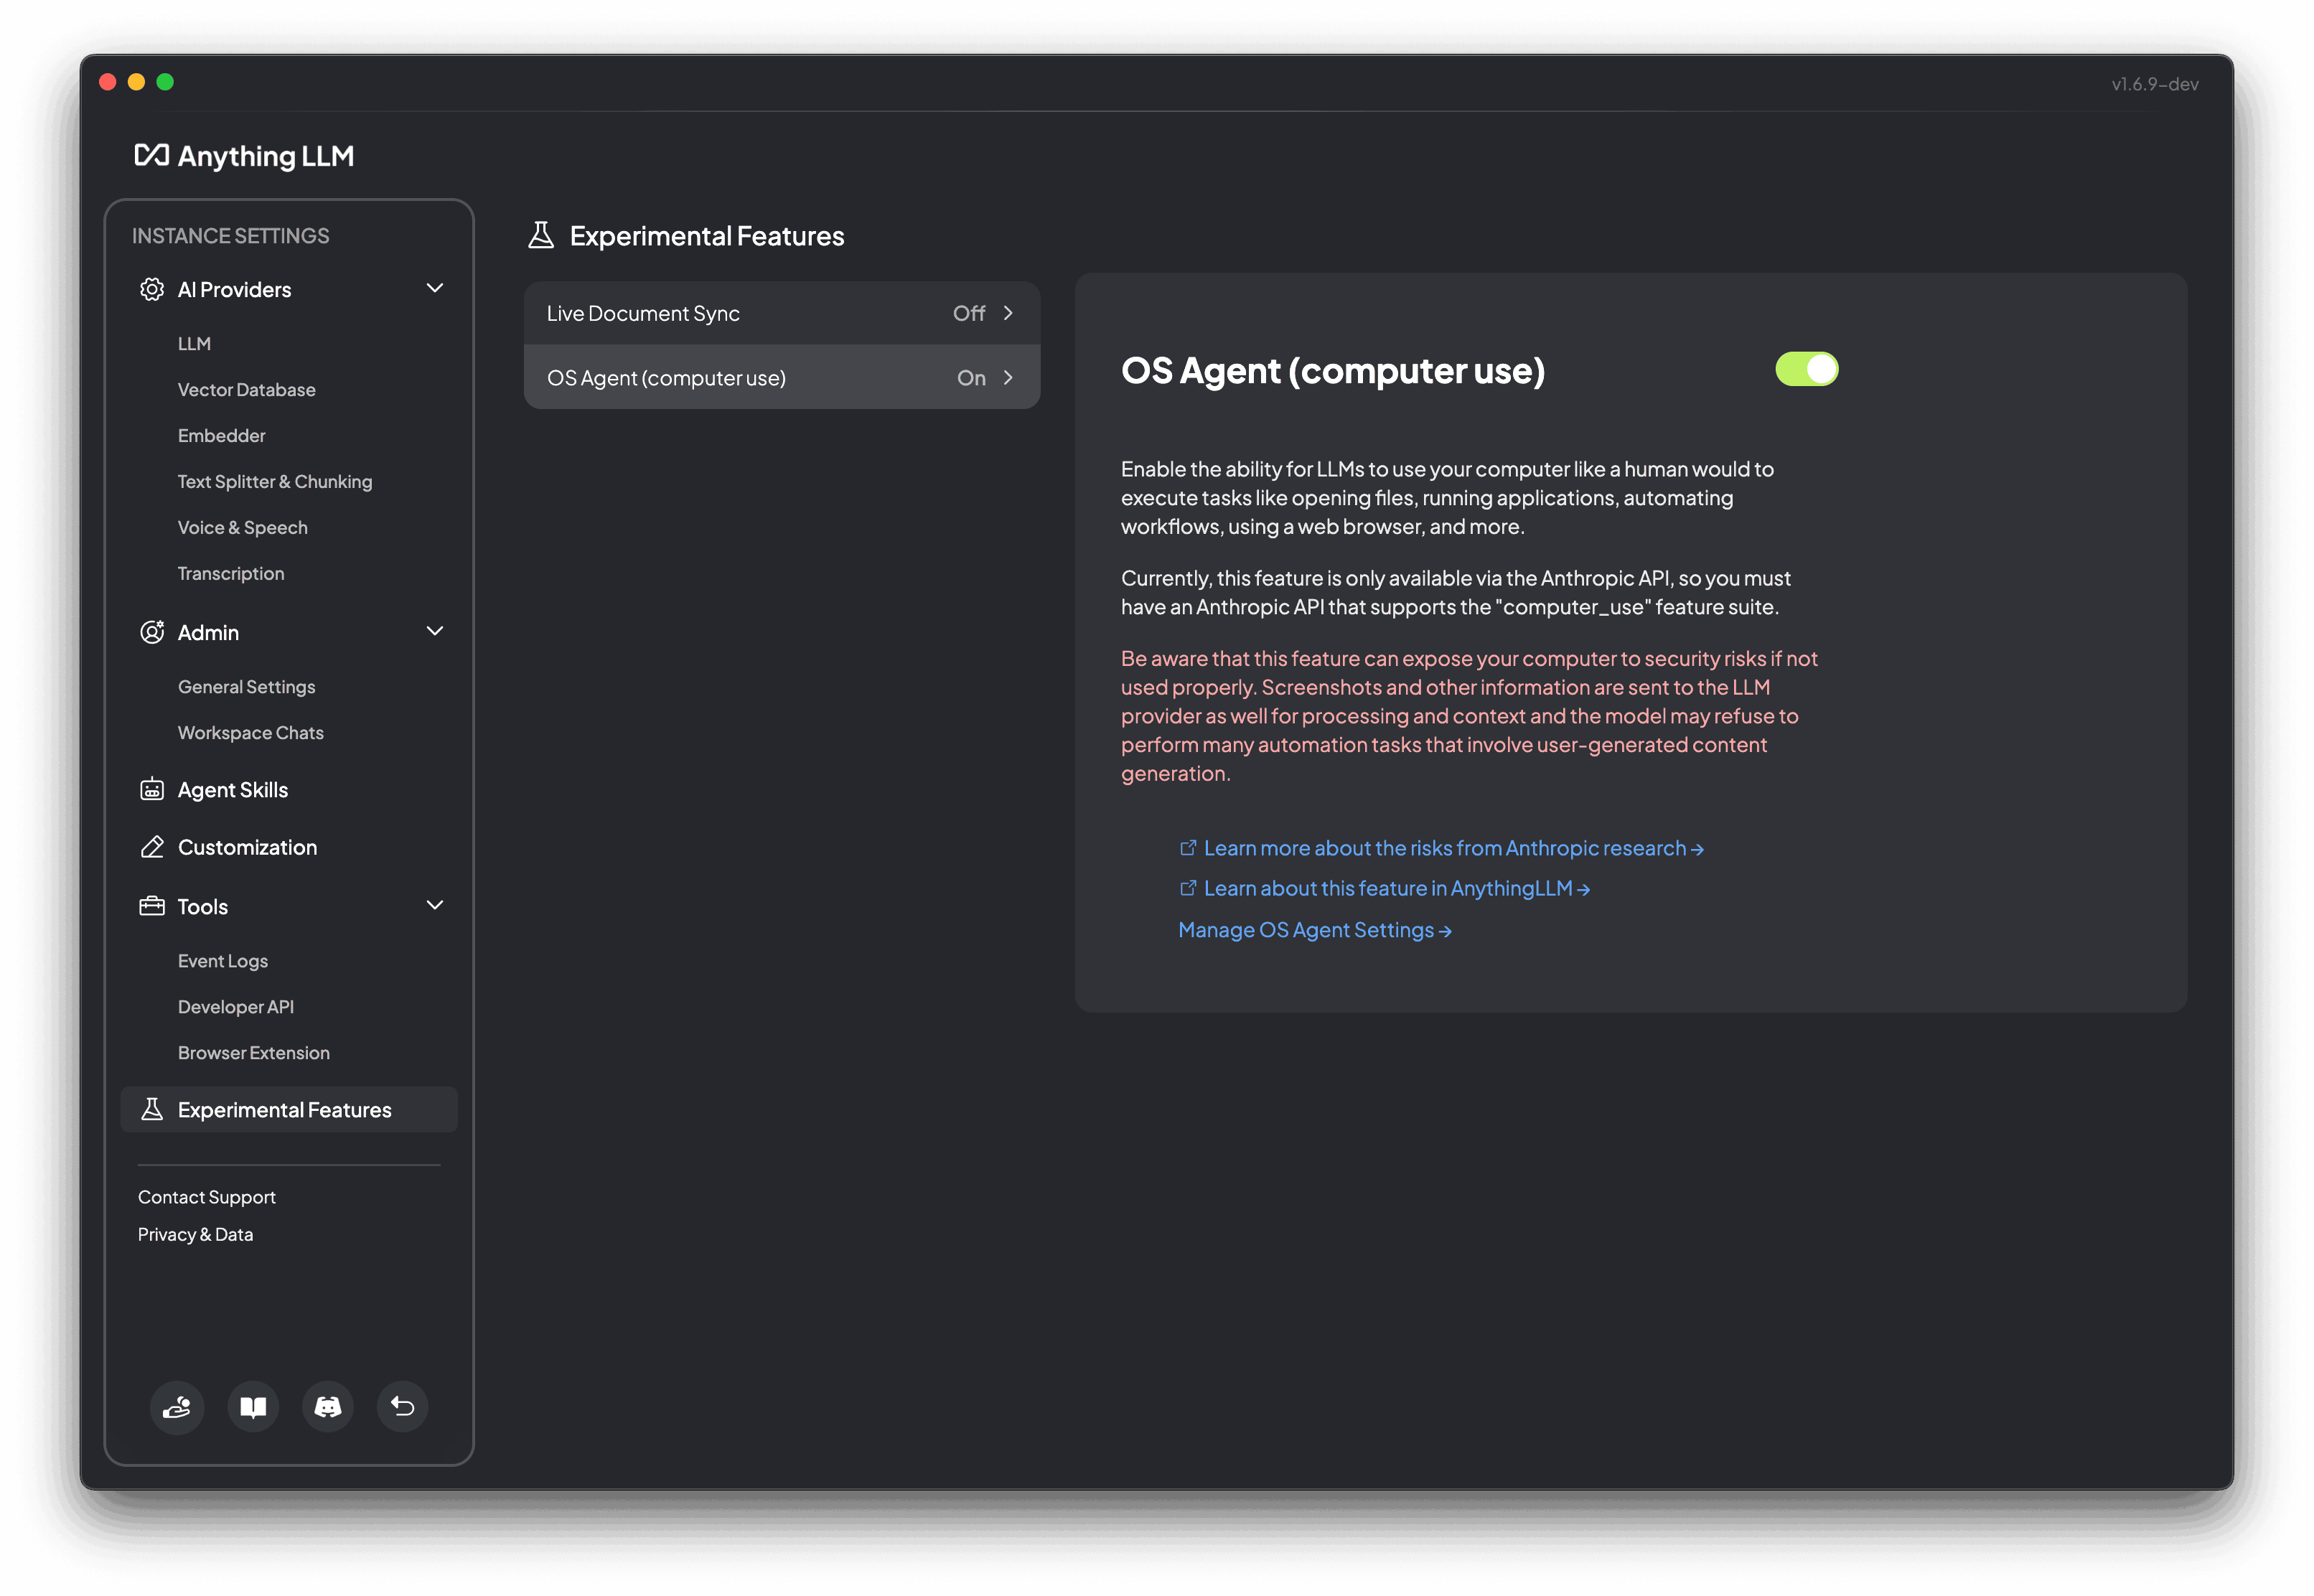 v1.6.9-dev
Anything LLM
INSTANCE SETTINGS
AI Providers
LLM
Vector Database
Embedder
Text Splitter & Chunking
Voice & Speech
Transcription
Admin
General Settings
Workspace Chats
Agent Skills
Customization
Tools
Event Logs
Developer API
Browser Extension
Experimental Features
Contact Support
Privacy & Data
Experimental Features
Live Document Sync Off
OS Agent (computer use) On
OS Agent (computer use)
Enable the ability for LLMs to use your computer like a human would to
execute tasks like opening files, running applications, automating
workflows, using a web browser, and more.
Currently, this feature is only available via the Anthropic API, so you must
have an Anthropic API that supports the "computer_use" feature suite.
Be aware that this feature can expose your computer to security risks if not
used properly. Screenshots and other information are sent to the LLM
provider as well for processing and context and the model may refuse to
perform many automation tasks that involve user-generated content
generation.
Learn more about the risks from Anthropic research →
Learn about this feature in AnythingLLM →
Manage OS Agent Settings →